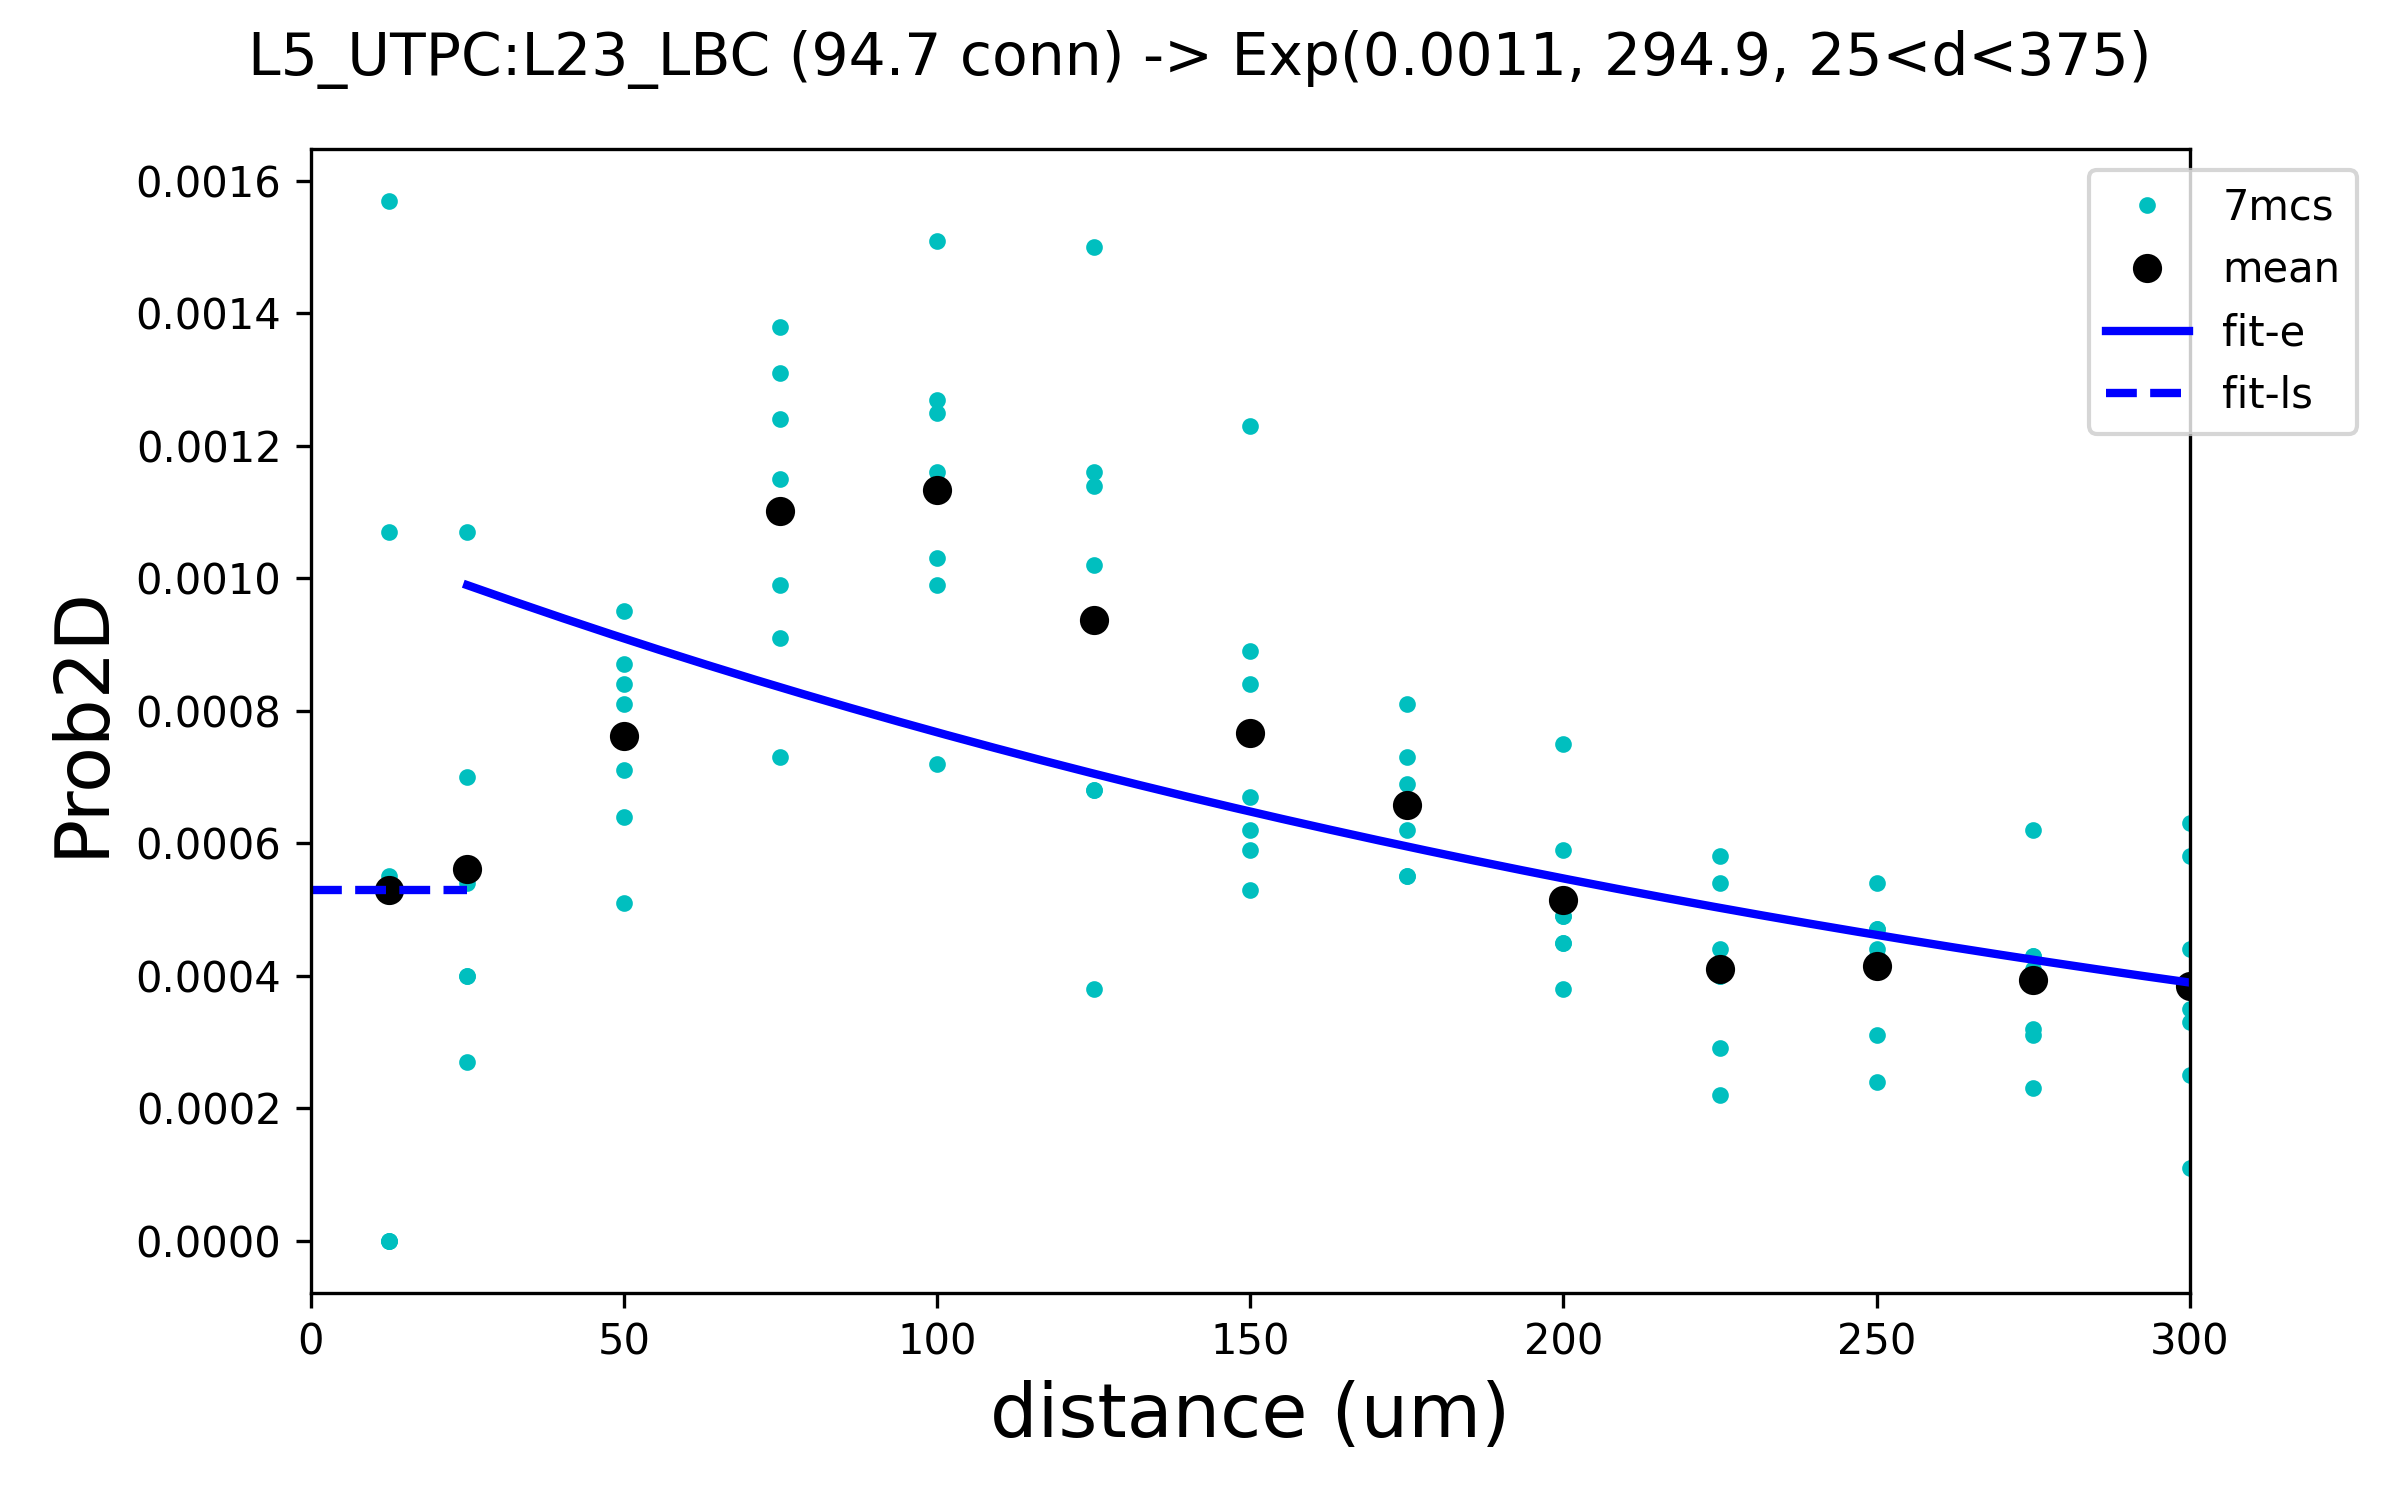 L5_UTPC:L23_LBC (94.7 conn) -> Exp(0.0011, 294.9, 25<d<375)
0.0016
0.0014
0.0012
0.0010
0.0008
0.0006
0.0004
0.0002
0.0000
Prob2D
7mcs
mean
fit-e
fit-ls
0 50 100 150 200 250 300
distance (um)